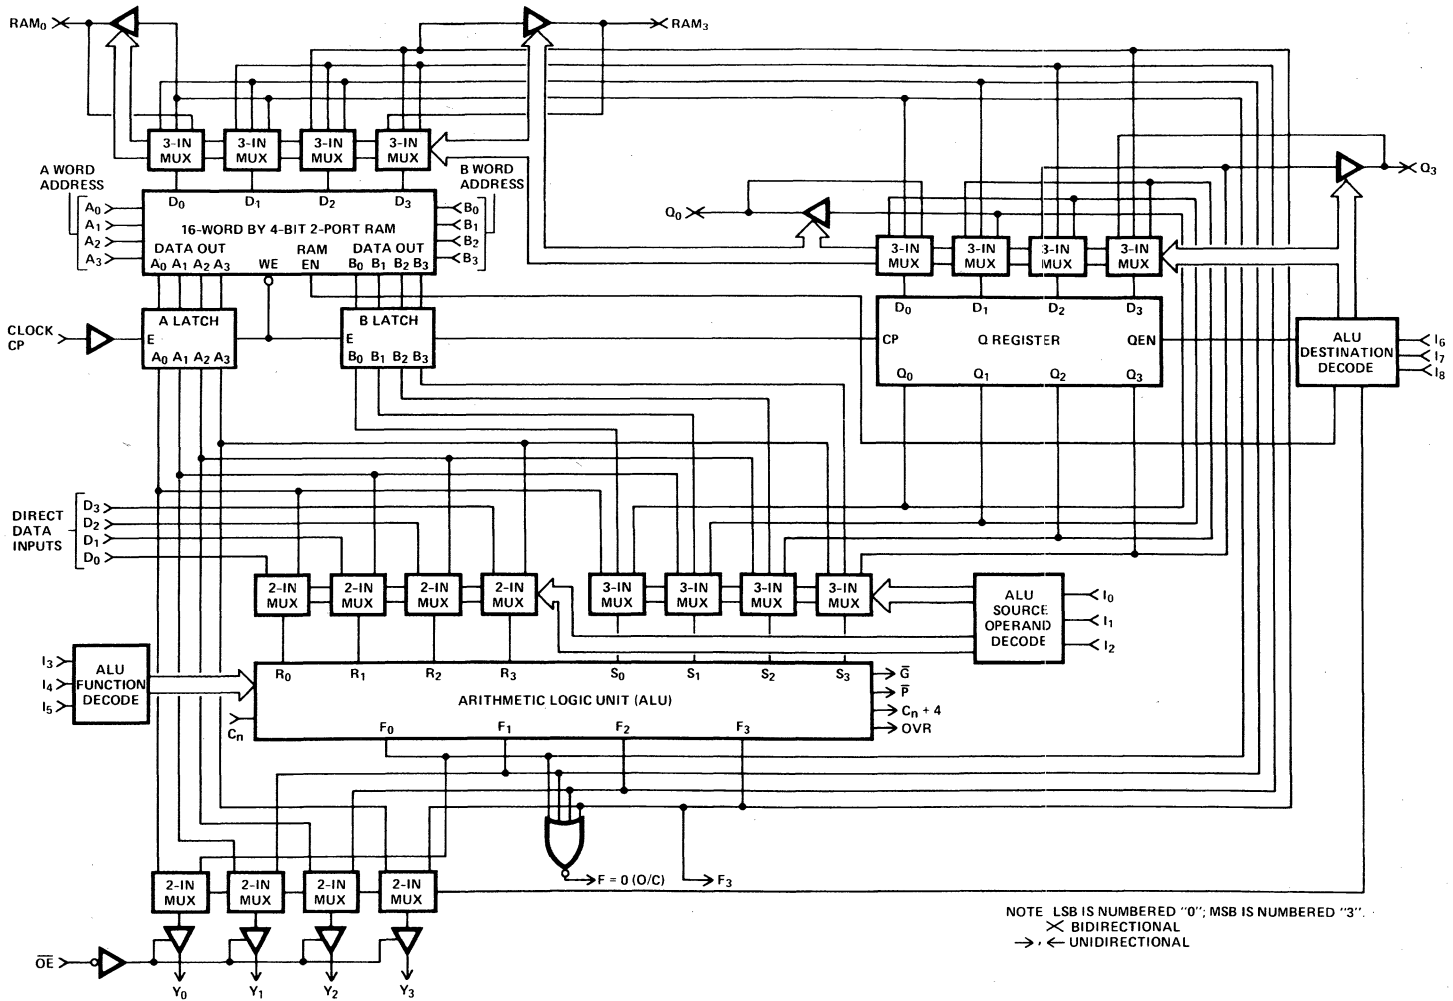 RAM0
RAM3
3-IN MUX
3-IN MUX
3-IN MUX
3-IN MUX
A WORD ADDRESS
B WORD ADDRESS
A0
A1
A2
A3
B0
B1
B2
B3
D0 D1 D2 D3
16-WORD BY 4-BIT 2-PORT RAM
DATA OUT
RAM EN
DATA OUT
A0 A1 A2 A3
WE
B0 B1 B2 B3
Q3
Q0
3-IN MUX
3-IN MUX
3-IN MUX
3-IN MUX
CLOCK CP
A LATCH
E
A0 A1 A2 A3
B LATCH
E
B0 B1 B2 B3
D0 D1 D2 D3
CP
Q REGISTER
QEN
Q0 Q1 Q2 Q3
ALU DESTINATION DECODE
I6
I7
I8
DIRECT DATA INPUTS
D3
D2
D1
D0
2-IN MUX
2-IN MUX
2-IN MUX
2-IN MUX
3-IN MUX
3-IN MUX
3-IN MUX
3-IN MUX
ALU SOURCE OPERAND DECODE
I0
I1
I2
I3
I4
I5
ALU FUNCTION DECODE
R0 R1 R2 R3 S0 S1 S2 S3
ARITHMETIC LOGIC UNIT (ALU)
Cn
F0 F1 F2 F3
G̅
P̅
Cn + 4
OVR
F = 0 (O/C)
F3
2-IN MUX
2-IN MUX
2-IN MUX
2-IN MUX
O̅E̅
Y0 Y1 Y2 Y3
NOTE LSB IS NUMBERED "0"; MSB IS NUMBERED "3".
BIDIRECTIONAL
→, ← UNIDIRECTIONAL